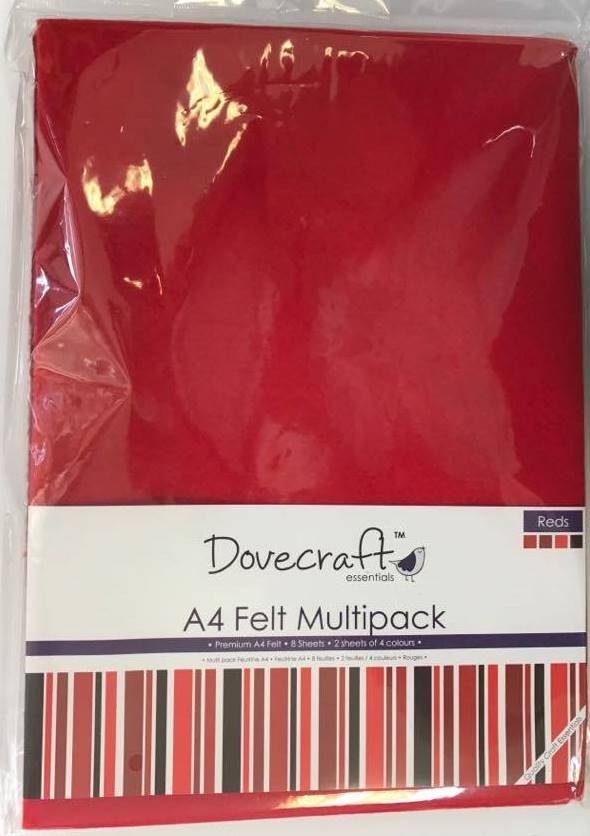 Reds
Dovecraft™
essentials
A4 Felt Multipack
• Premium A4 Felt • 8 Sheets • 2 sheets of 4 colours •
• Multi pack Feutrine A4 • Feutrine A4 • 8 feuilles • 2 feuilles / 4 couleurs • Rouges •
Quality Craft Essentials